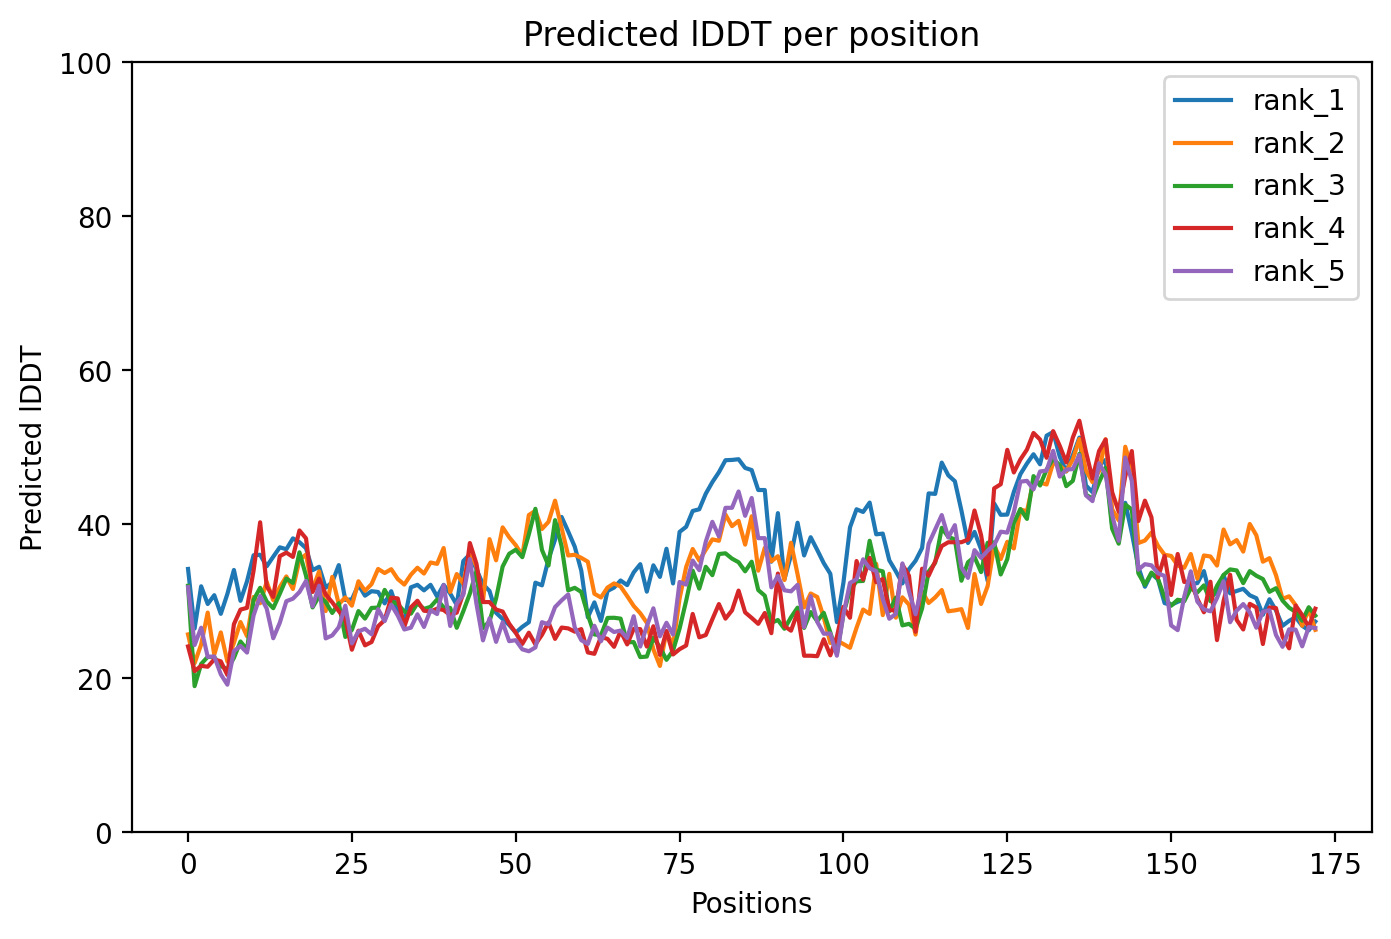 Predicted lDDT per position
100
80
60
40
20
0
Predicted lDDT
0 25 50 75 100 125 150 175
Positions
rank_1
rank_2
rank_3
rank_4
rank_5